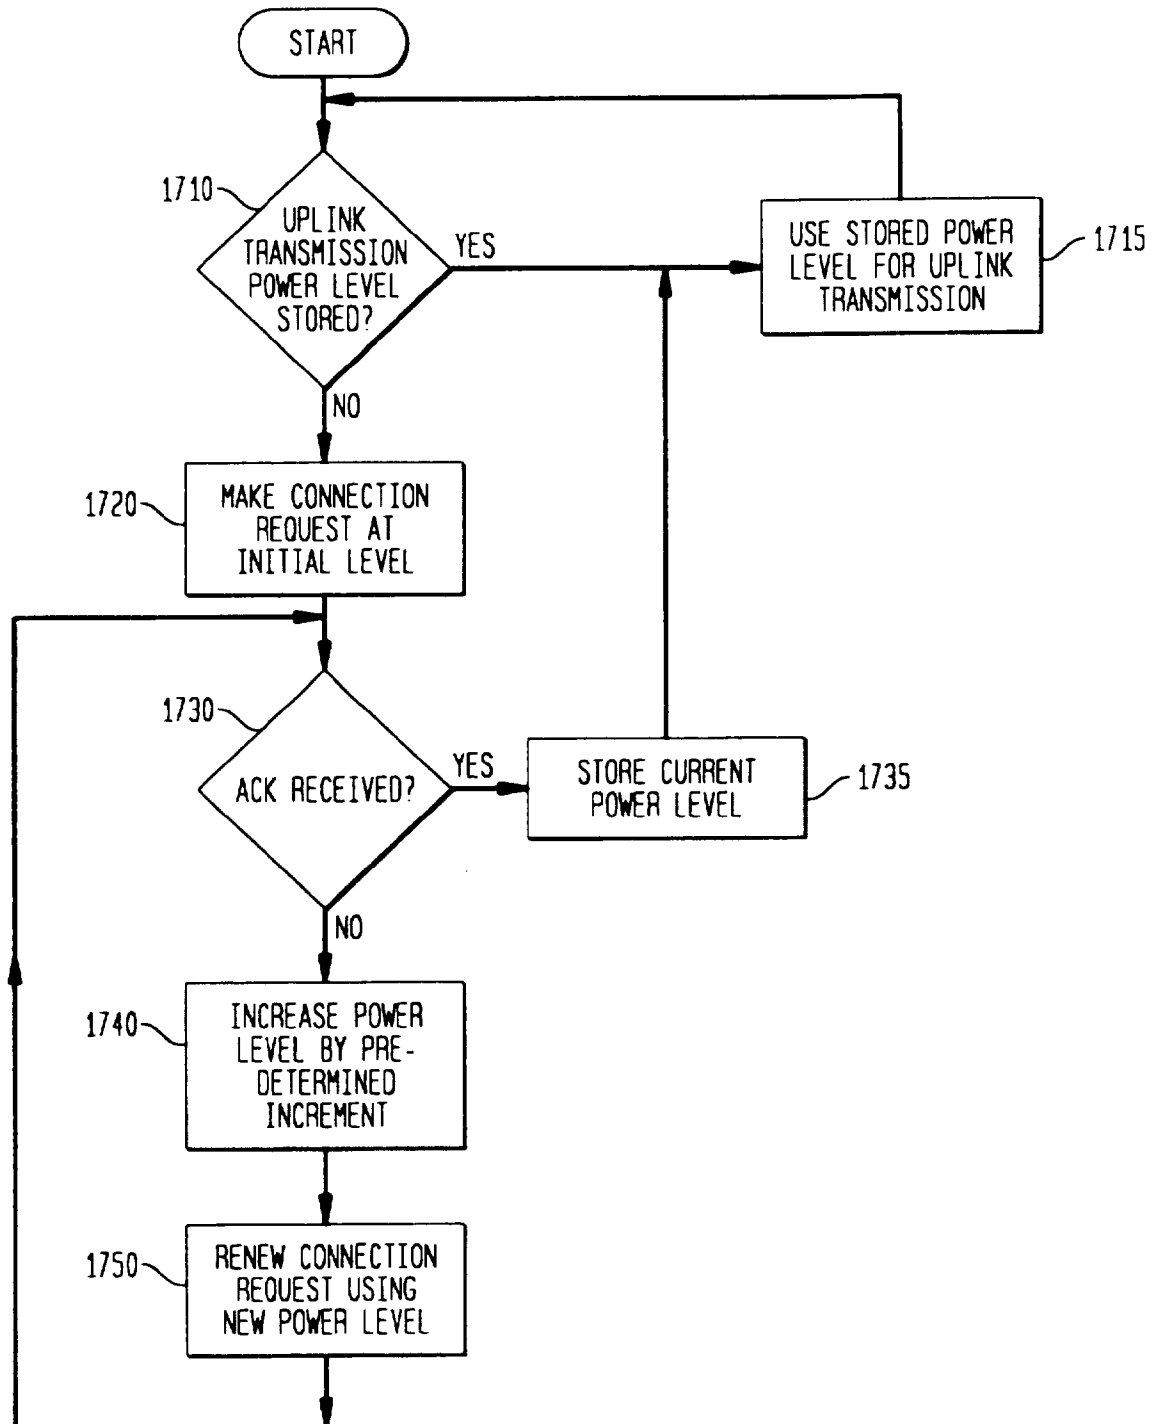 START
1710
UPLINK
TRANSMISSION
POWER LEVEL
STORED?
YES
USE STORED POWER
LEVEL FOR UPLINK
TRANSMISSION
1715
NO
1720
MAKE CONNECTION
REQUEST AT
INITIAL LEVEL
1730
ACK RECEIVED?
YES
STORE CURRENT
POWER LEVEL
1735
NO
1740
INCREASE POWER
LEVEL BY PRE-
DETERMINED
INCREMENT
1750
RENEW CONNECTION
REQUEST USING
NEW POWER LEVEL